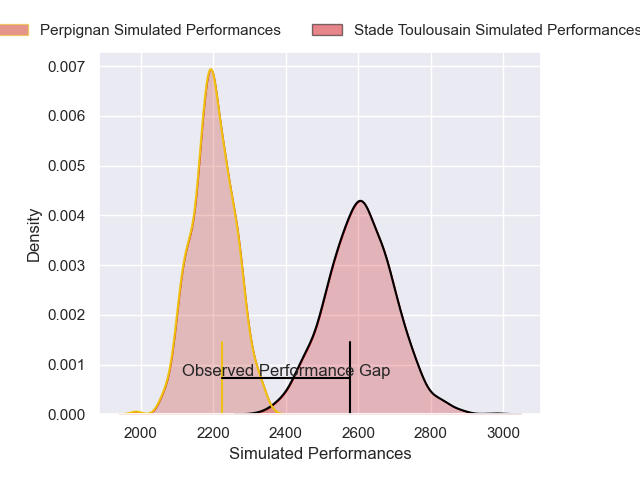 Perpignan Simulated Performances
Stade Toulousain Simulated Performances
0.007
0.006
0.005
0.004
0.003
0.002
0.001
0.000
Density
Observed Performance Gap
2000 2200 2400 2600 2800 3000
Simulated Performances